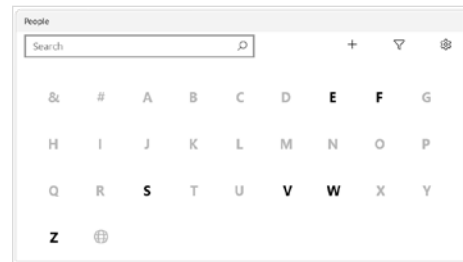 People
Search
& # A B C D E F G
H I J K L M N O P
Q R S T U V W X Y
Z